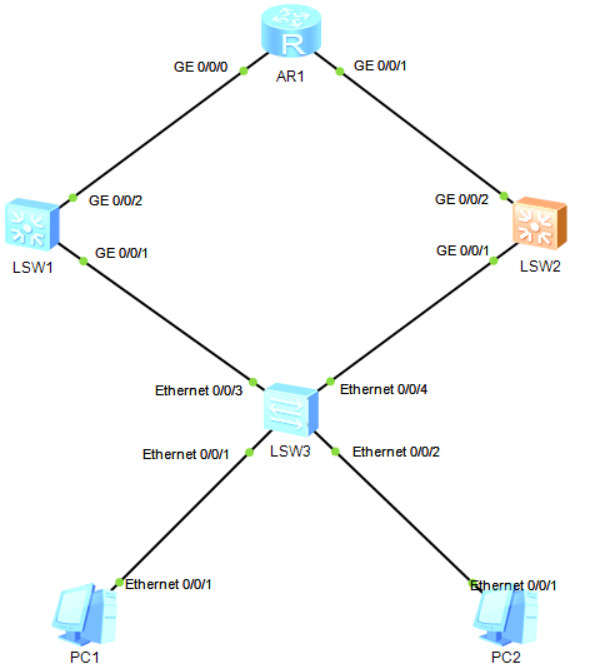 R
GE 0/0/0
GE 0/0/1
AR1
GE 0/0/2
GE 0/0/2
GE 0/0/1
GE 0/0/1
LSW1
LSW2
Ethernet 0/0/3
Ethernet 0/0/4
LSW3
Ethernet 0/0/1
Ethernet 0/0/2
Ethernet 0/0/1
Ethernet 0/0/1
PC1
PC2